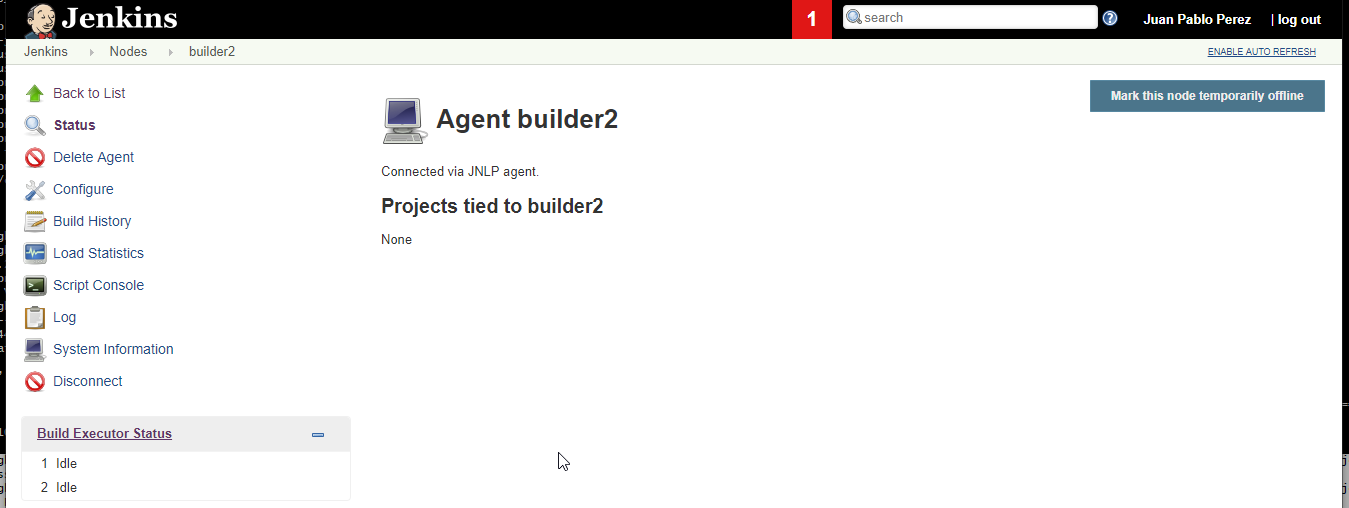 Jenkins
1
search
Juan Pablo Perez
| log out
Jenkins
Nodes
builder2
ENABLE AUTO REFRESH
Back to List
Status
Delete Agent
Configure
Build History
Load Statistics
Script Console
Log
System Information
Disconnect
Build Executor Status
1 Idle
2 Idle
Mark this node temporarily offline
Agent builder2
Connected via JNLP agent.
Projects tied to builder2
None